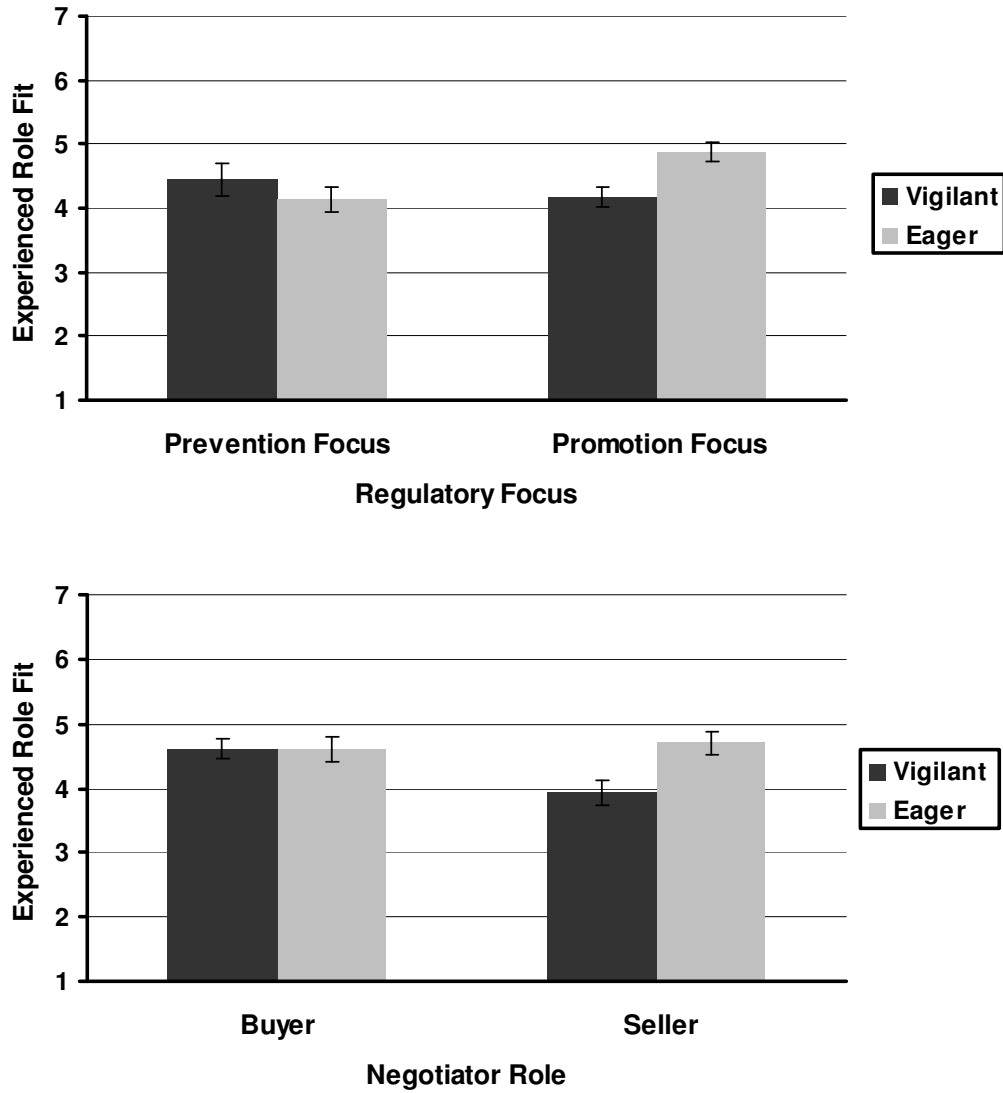 7
6
5
4
3
2
1
Experienced Role Fit
Prevention Focus Promotion Focus
Regulatory Focus
Vigilant
Eager
7
6
5
4
3
2
1
Experienced Role Fit
Buyer Seller
Negotiator Role
Vigilant
Eager